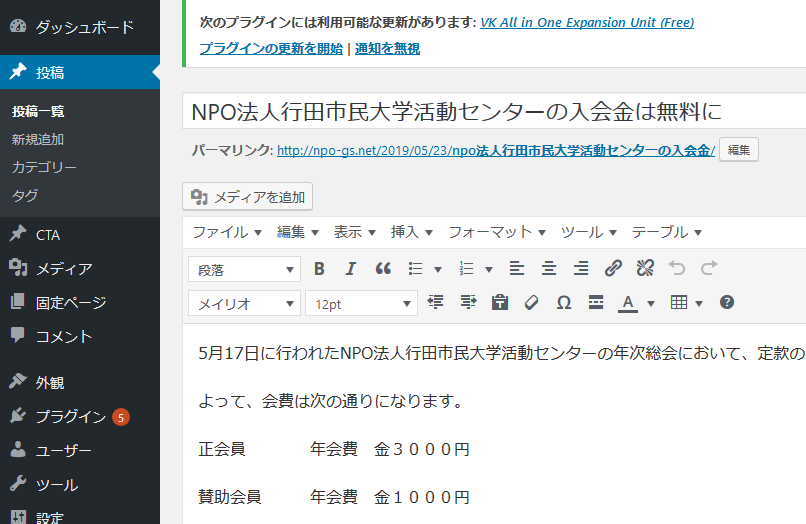 ダッシュボード
投稿
投稿一覧
新規追加
カテゴリー
タグ
CTA
メディア
固定ページ
コメント
外観
プラグイン 5
ユーザー
ツール
設定
次のプラグインには利用可能な更新があります: VK All in One Expansion Unit (Free)
プラグインの更新を開始 | 通知を無視
NPO法人行田市民大学活動センターの入会金は無料に
パーマリンク: http://npo-gs.net/2019/05/23/npo法人行田市民大学活動センターの入会金/ 編集
メディアを追加
ファイル 編集 表示 挿入 フォーマット ツール テーブル
段落
メイリオ 12pt
5月17日に行われたNPO法人行田市民大学活動センターの年次総会において、定款の
よって、会費は次の通りになります。
正会員 年会費 金３０００円
賛助会員 年会費 金１０００円